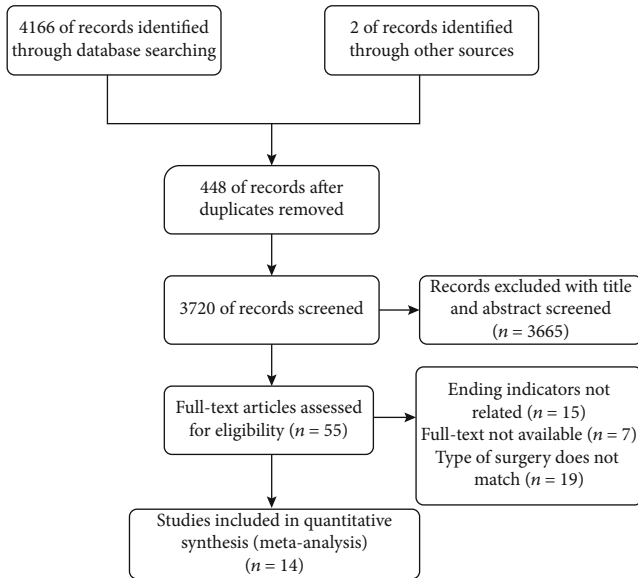 4166 of records identified
through database searching
2 of records identified
through other sources
448 of records after
duplicates removed
3720 of records screened
Records excluded with title
and abstract screened
(n = 3665)
Full-text articles assessed
for eligibility (n = 55)
Ending indicators not
related (n = 15)
Full-text not available (n = 7)
Type of surgery does not
match (n = 19)
Studies included in quantitative
synthesis (meta-analysis)
(n = 14)